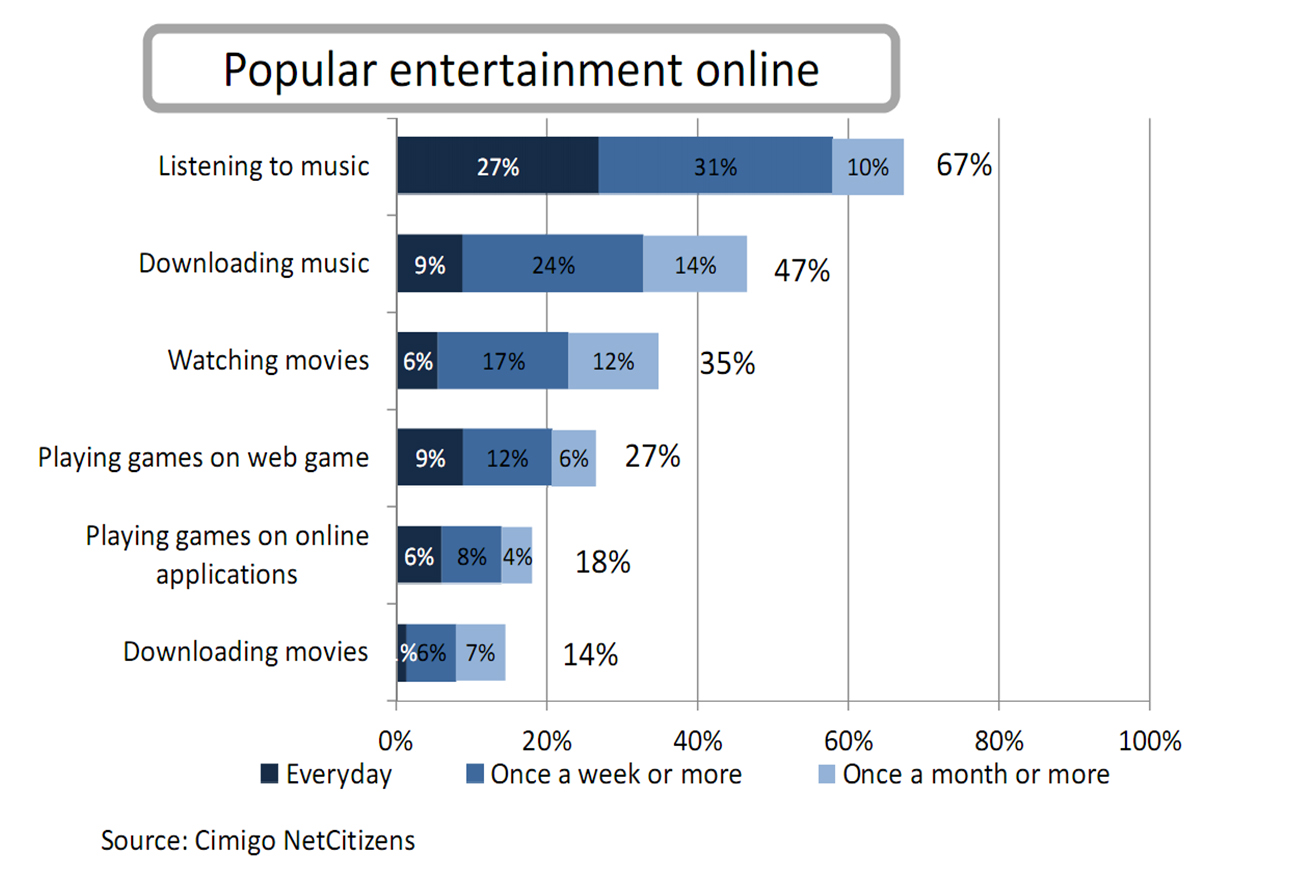 Popular entertainment online
Listening to music 27% 31% 10% 67%
Downloading music 9% 24% 14% 47%
Watching movies 6% 17% 12% 35%
Playing games on web game 9% 12% 6% 27%
Playing games on online
applications 6% 8% 4% 18%
Downloading movies 1% 6% 7% 14%
0% 20% 40% 60% 80% 100%
Everyday Once a week or more Once a month or more
Source: Cimigo NetCitizens